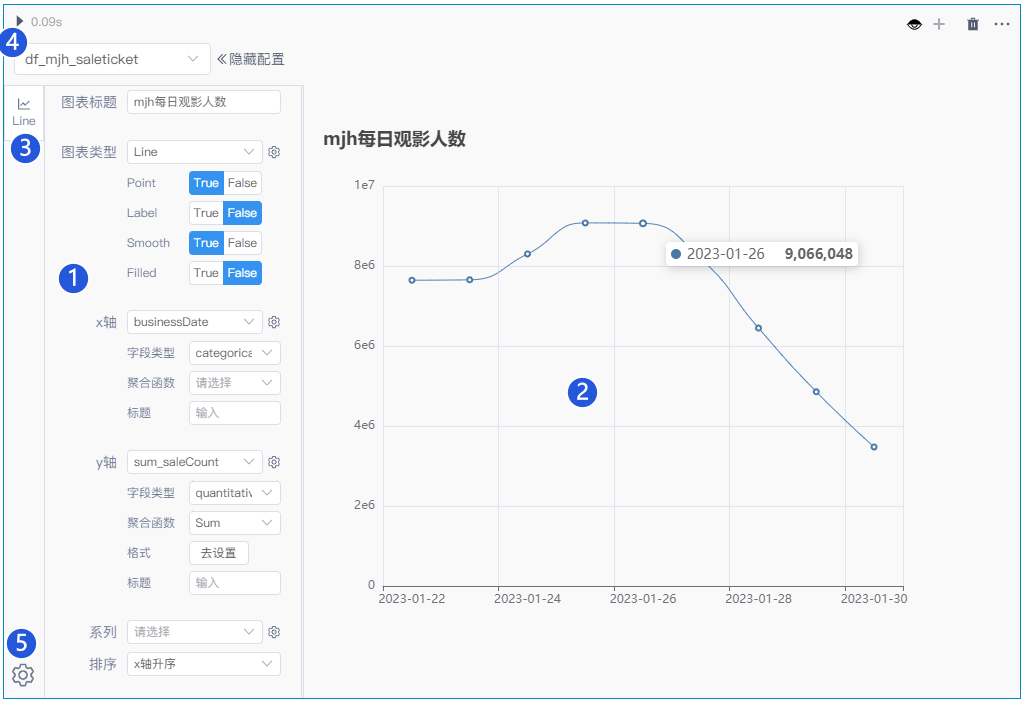 0.09s
4
df_mjh_saleticket
隐藏配置
Line
3
图表标题 mjh每日观影人数
图表类型 Line
Point True False
Label True False
Smooth True False
Filled True False
1
x轴 businessDate
字段类型 categorica
聚合函数 请选择
标题 输入
y轴 sum_saleCount
字段类型 quantitativ
聚合函数 Sum
格式 去设置
标题 输入
系列 请选择
排序 x轴升序
5
mjh每日观影人数
1e7
8e6
6e6
4e6
2e6
0
2023-01-26 9,066,048
2
2023-01-22 2023-01-24 2023-01-26 2023-01-28 2023-01-30